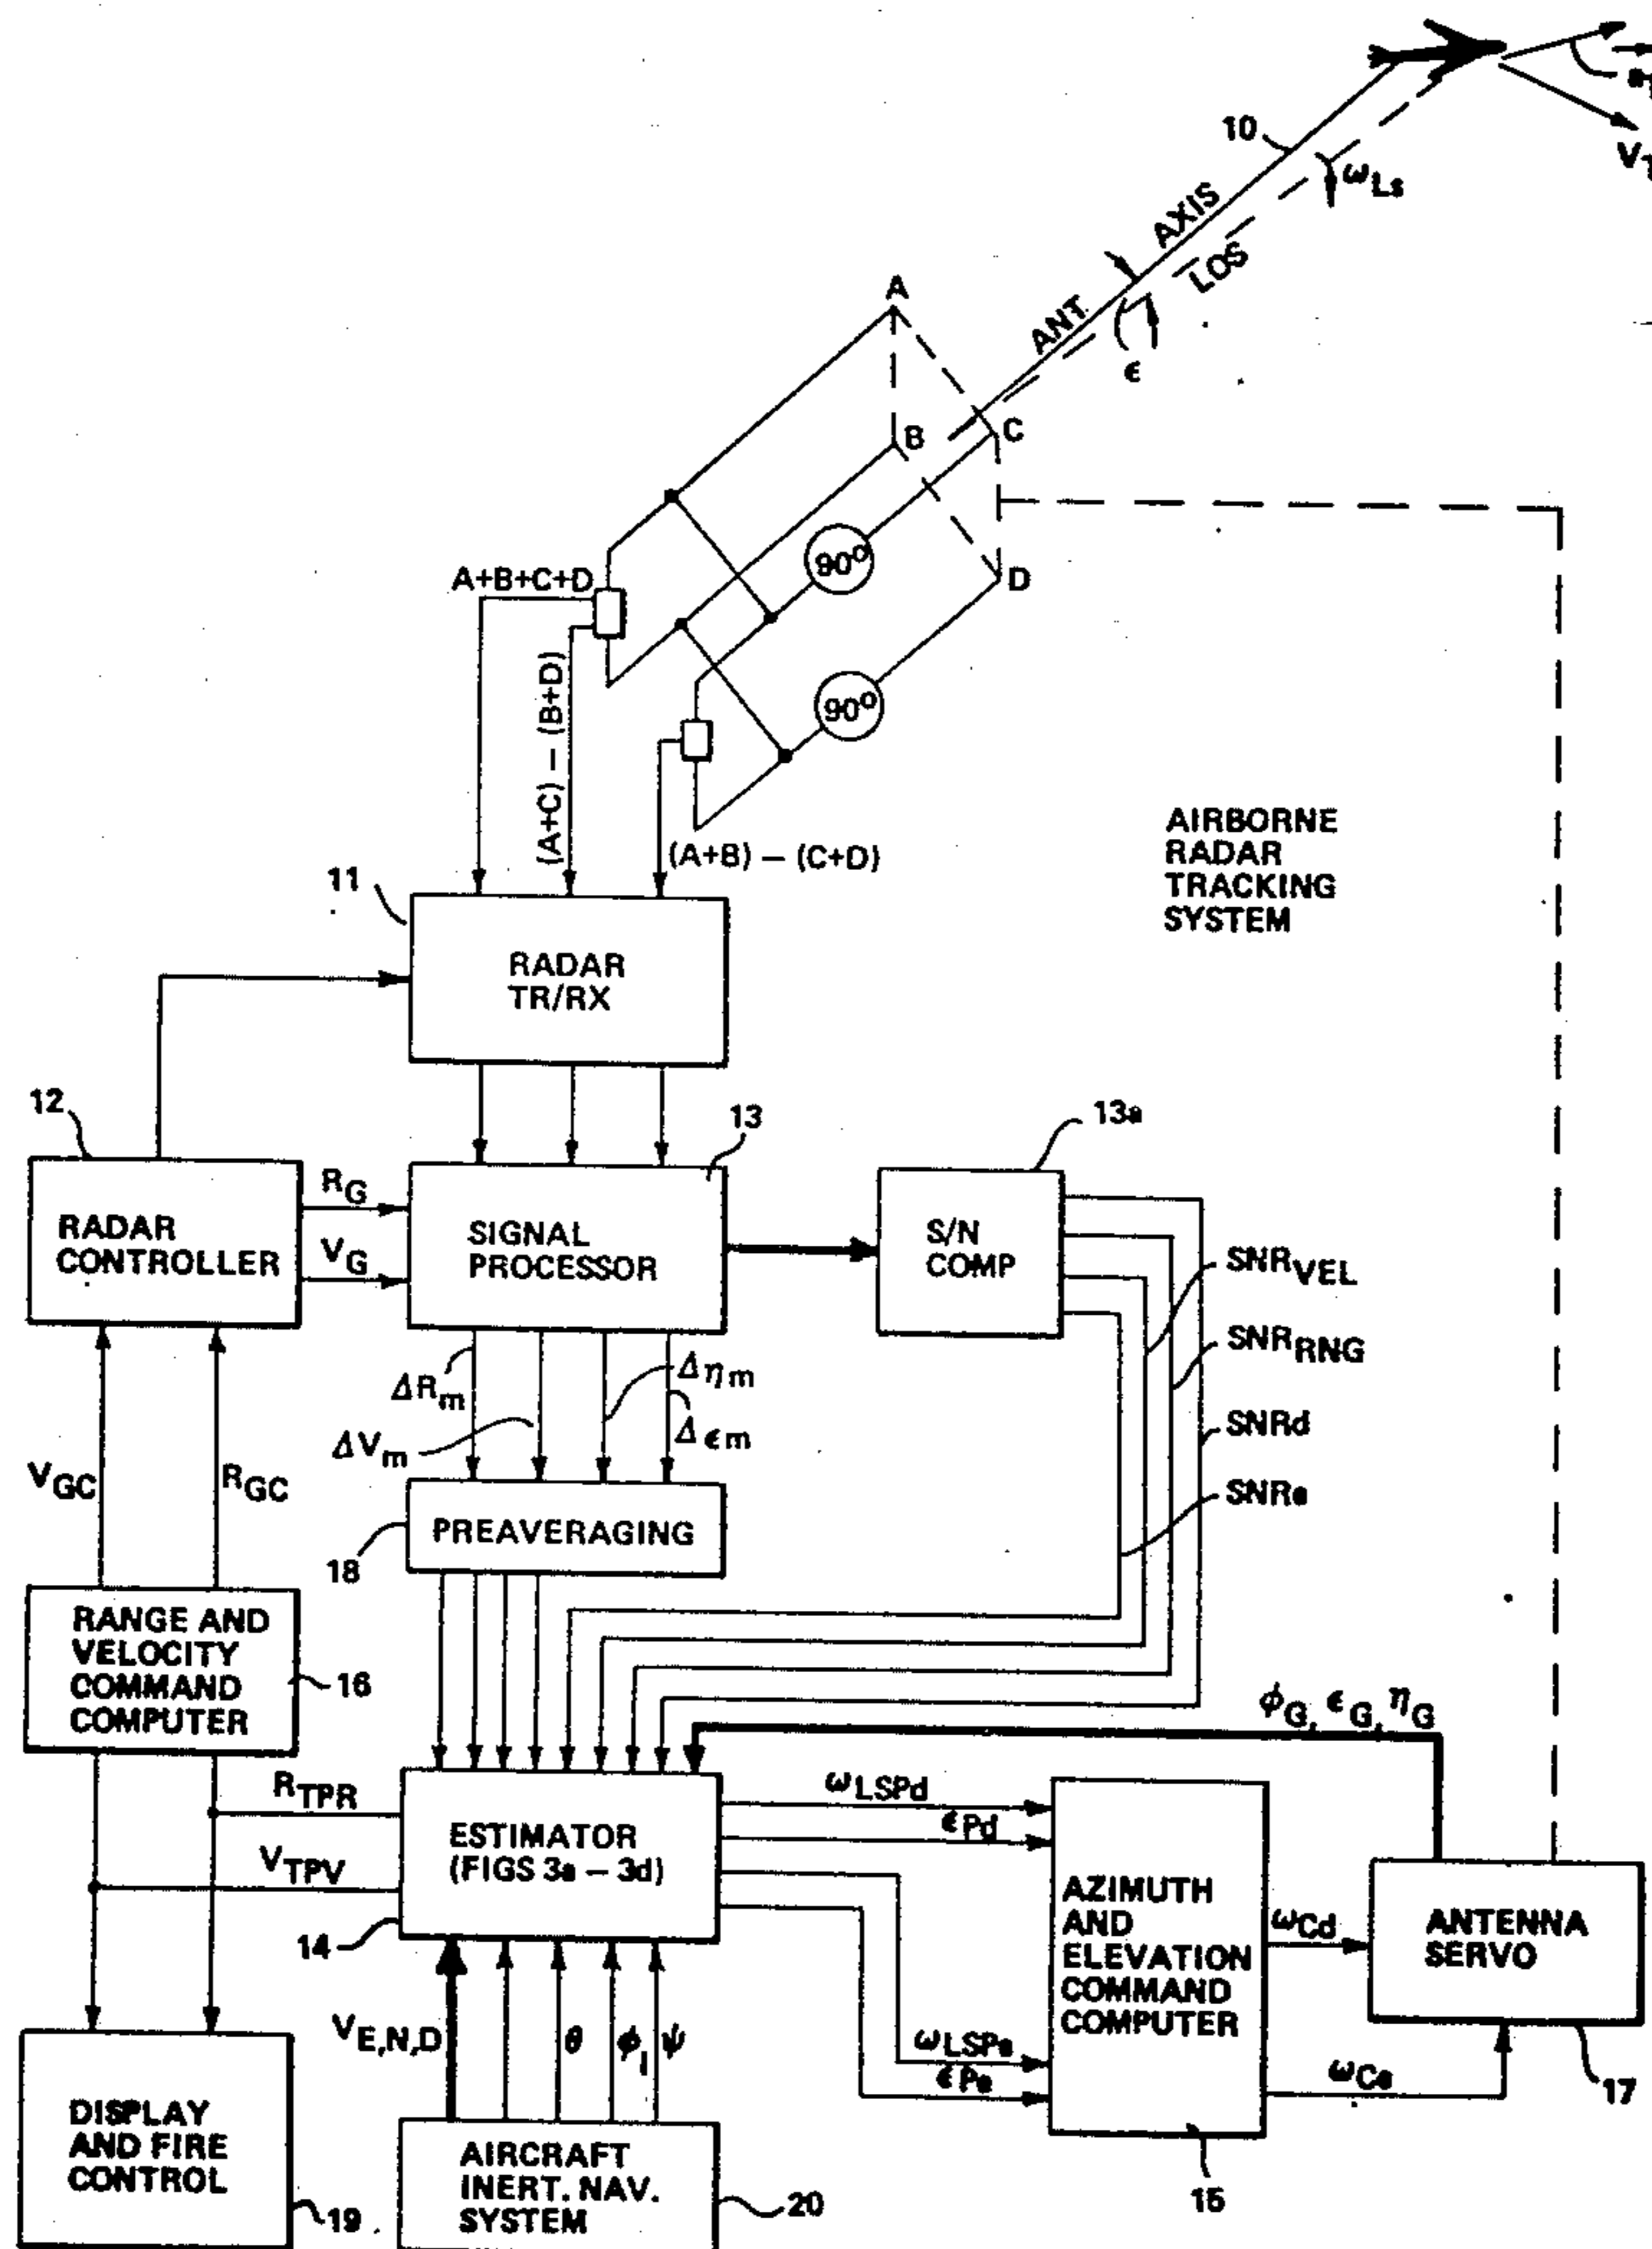 10
AXIS
ωLs
VT
LOS
ANT.
ϵ
A
B
C
D
90°
90°
A+B+C+D
(A+C) — (B+D)
(A+B) — (C+D)
AIRBORNE
RADAR
TRACKING
SYSTEM
11
RADAR
TR/RX
12
13
13a
RADAR
CONTROLLER
RG
VG
SIGNAL
PROCESSOR
S/N
COMP
SNRVEL
SNRRNG
SNRd
SNRe
ΔRm
Δηm
ΔVm
Δϵm
VGC
RGC
PREAVERAGING
18
RANGE AND
VELOCITY
COMMAND
COMPUTER
16
ϕG, ϵG, ηG
RTPR
VTPV
ESTIMATOR
(FIGS 3a — 3d)
14
ωLSPd
ϵPd
ωLSPe
ϵPe
AZIMUTH
AND
ELEVATION
COMMAND
COMPUTER
15
ωCd
ωCe
ANTENNA
SERVO
17
VE,N,D
θ
ϕI
ψ
DISPLAY
AND FIRE
CONTROL
19
AIRCRAFT
INERT. NAV.
SYSTEM
20